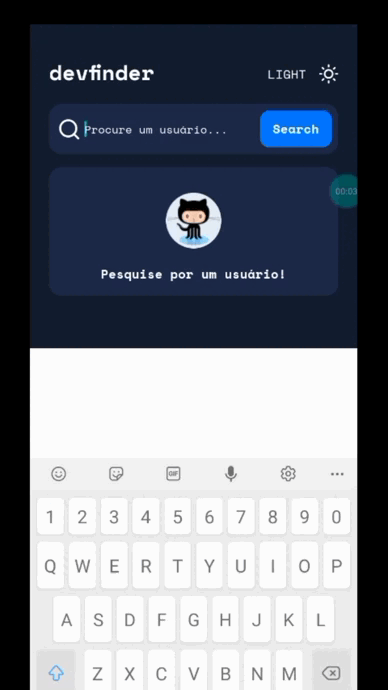 devfinder
LIGHT
Procure um usuário...
Search
00:03
Pesquise por um usuário!
GIF
1 2 3 4 5 6 7 8 9 0
Q W E R T Y U I O P
A S D F G H J K L
Z X C V B N M